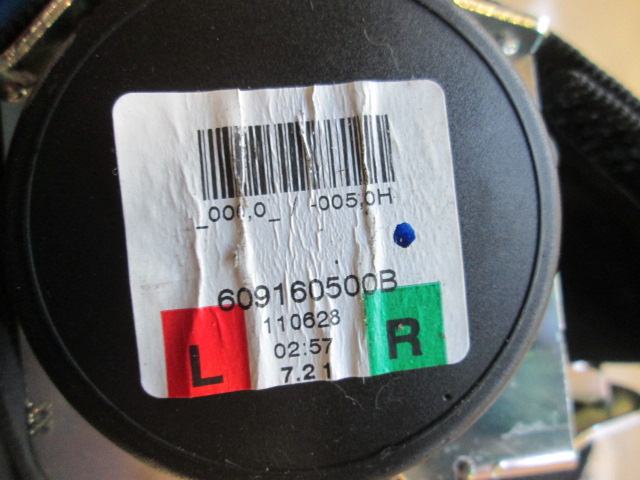 _000,0_ / -005,0H
609160500B
110628
02:57
7.21
L
R